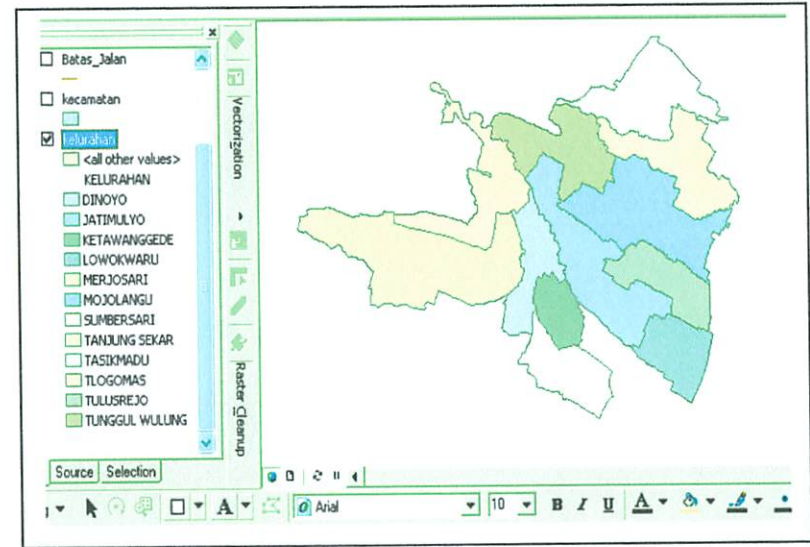 Batas_Jalan
kecamatan
kelurahan
<all other values>
KELURAHAN
DINOYO
JATIMULYO
KETAWANGGEDE
LOWOKWARU
MERJOSARI
MOJOLANGU
SUMBERSARI
TANJUNG SEKAR
TASIKMADU
TLOGOMAS
TULUSREJO
TUNGGUL WULUNG
Source Selection
Vectorization
Raster Cleanup
A Arial 10 B I U A